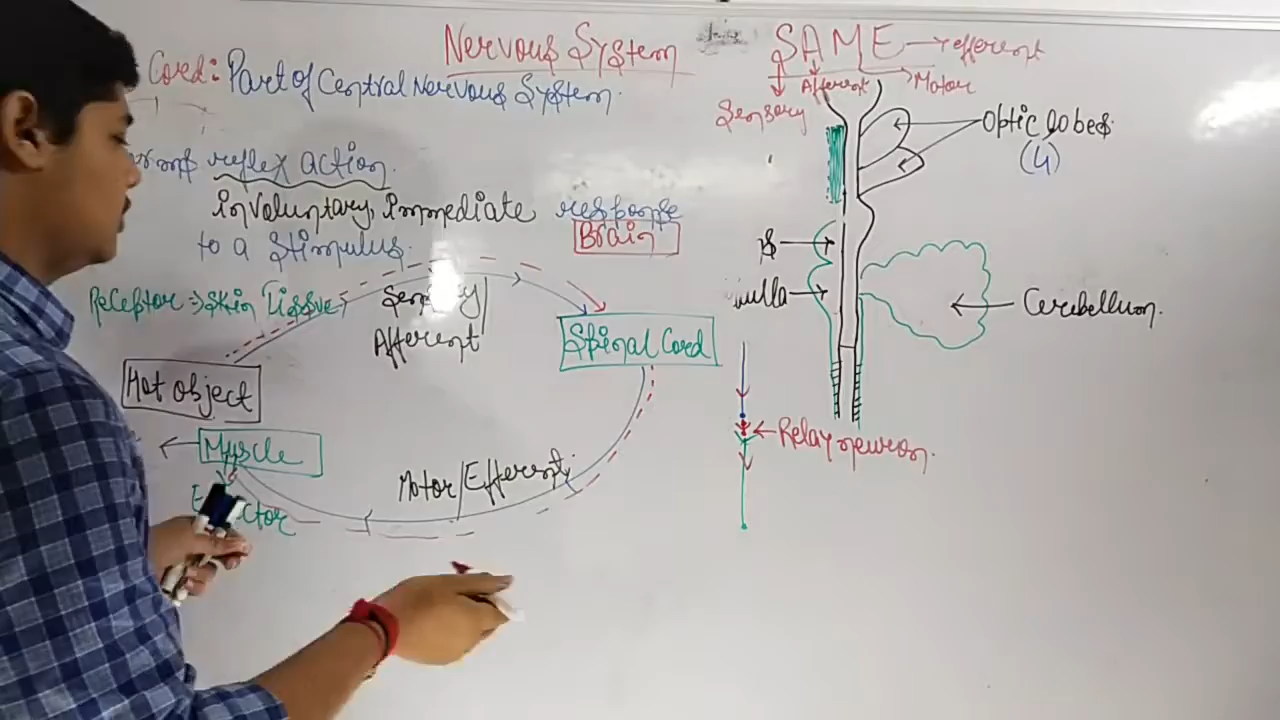 Nervous System
SAME → efferent
Afferent
Motor
Sensory
Cord: Part of Central Nervous System.
reflex action.
involuntary, immediate response
to a stimulus.
Brain
Receptor → Skin Tissue
Afferent
Hot object
Spinal Cord
Muscle
Motor/Efferent
Optic lobes
(4)
Cerebellum.
Relay neuron.